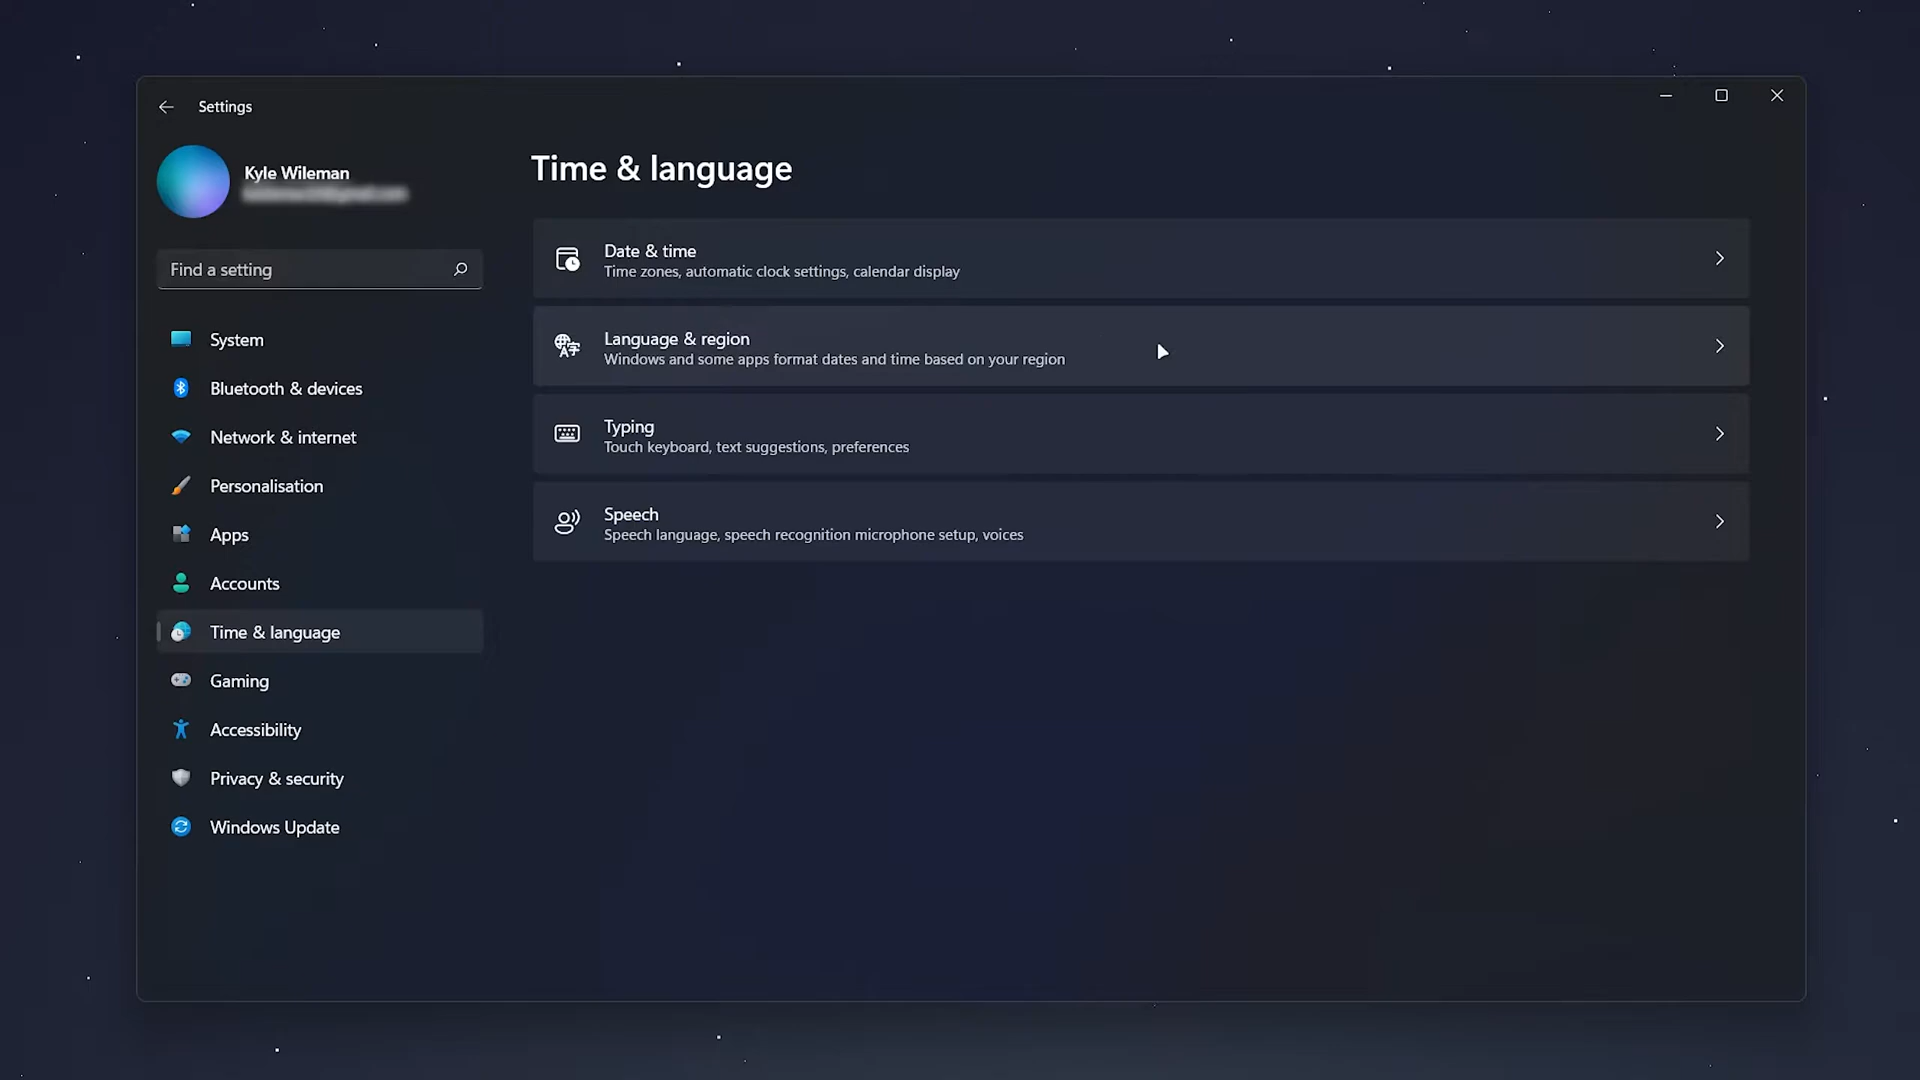 Settings
Kyle Wileman
Find a setting
System
Bluetooth & devices
Network & internet
Personalisation
Apps
Accounts
Time & language
Gaming
Accessibility
Privacy & security
Windows Update
Time & language
Date & time
Time zones, automatic clock settings, calendar display
Language & region
Windows and some apps format dates and time based on your region
Typing
Touch keyboard, text suggestions, preferences
Speech
Speech language, speech recognition microphone setup, voices